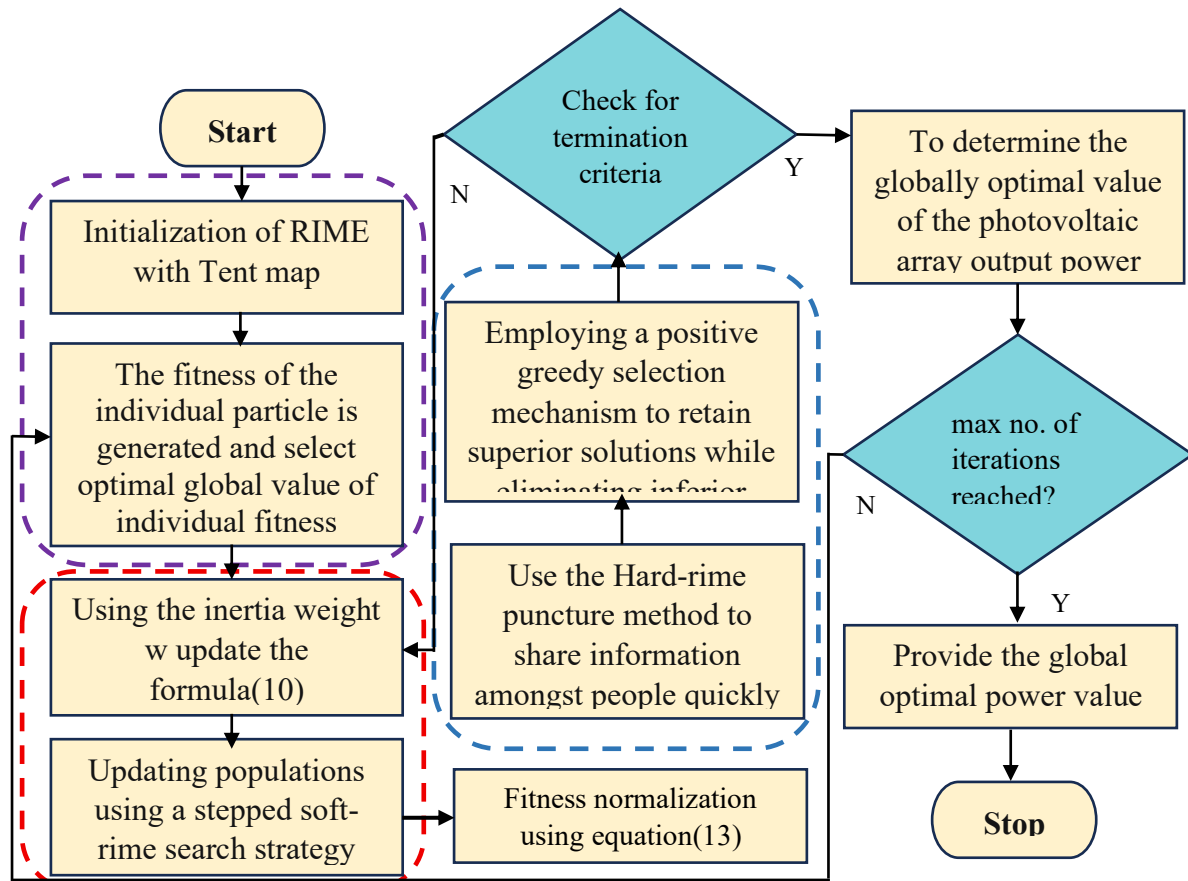 Start
Initialization of RIME
with Tent map
The fitness of the
individual particle is
generated and select
optimal global value of
individual fitness
Using the inertia weight
w update the
formula(10)
Updating populations
using a stepped soft-
rime search strategy
Fitness normalization
using equation(13)
Use the Hard-rime
puncture method to
share information
amongst people quickly
Employing a positive
greedy selection
mechanism to retain
superior solutions while
eliminating inferior
Check for
termination
criteria
N
Y
To determine the
globally optimal value
of the photovoltaic
array output power
max no. of
iterations
reached?
N
Y
Provide the global
optimal power value
Stop